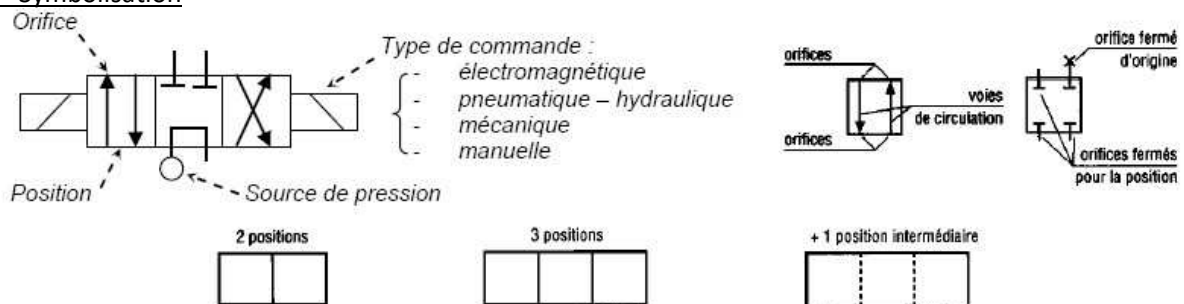 Symbolisation
Orifice
Type de commande :
- électromagnétique
- pneumatique – hydraulique
- mécanique
- manuelle
Position
Source de pression
orifices
orifices
voies
de circulation
orifice fermé
d'origine
orifices fermés
pour la position
2 positions
3 positions
+ 1 position intermédiaire